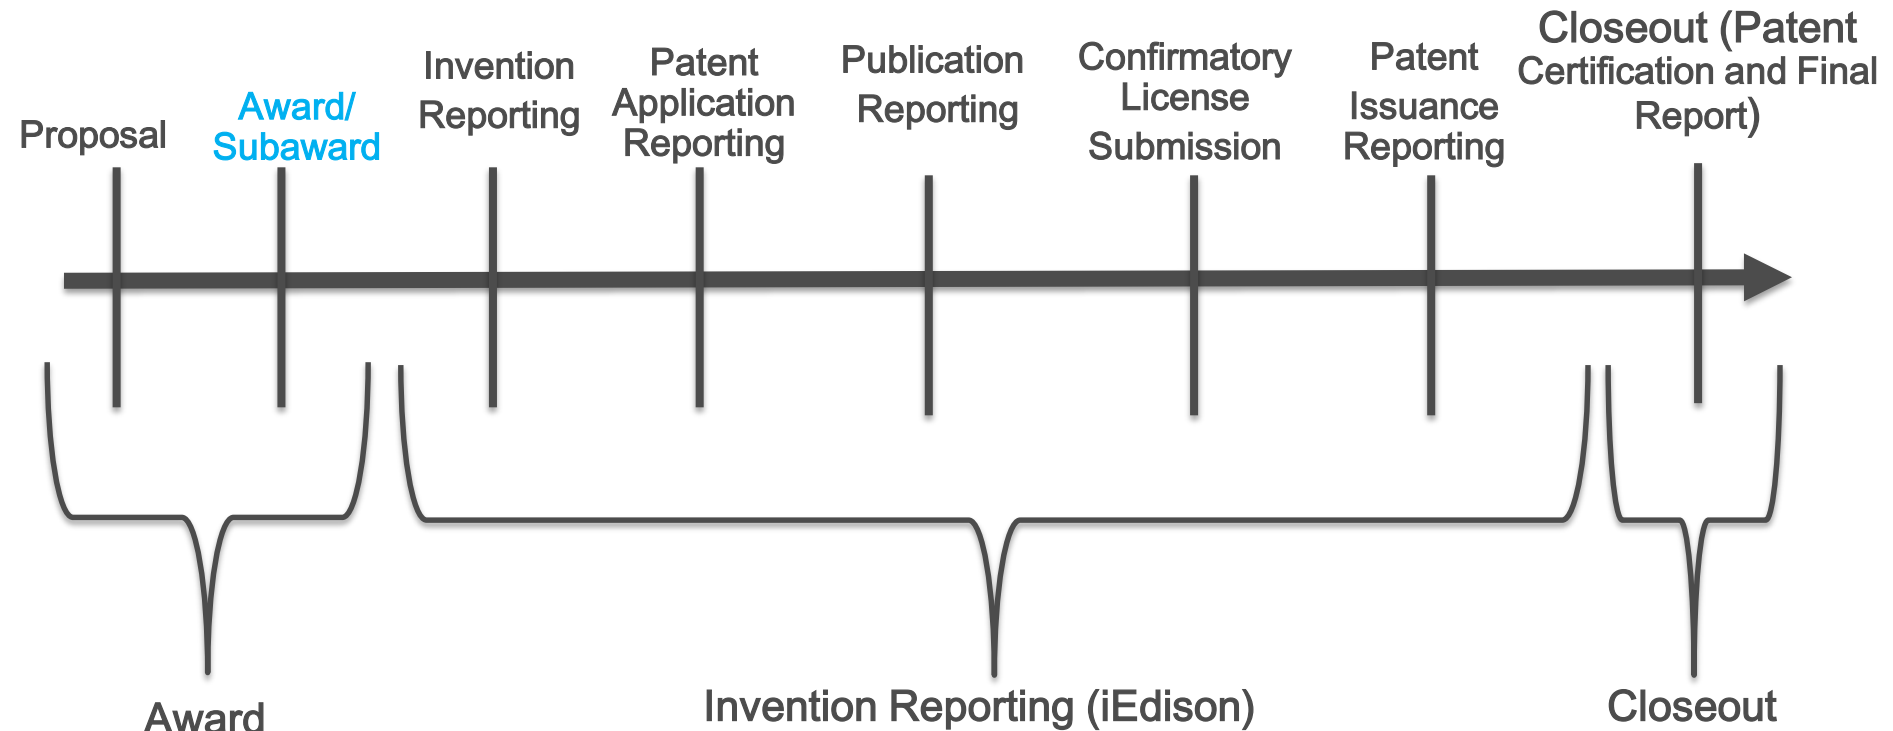 Proposal
Award/
Subaward
Invention
Reporting
Patent
Application
Reporting
Publication
Reporting
Confirmatory
License
Submission
Patent
Issuance
Reporting
Closeout (Patent
Certification and Final
Report)
Award
Invention Reporting (iEdison)
Closeout